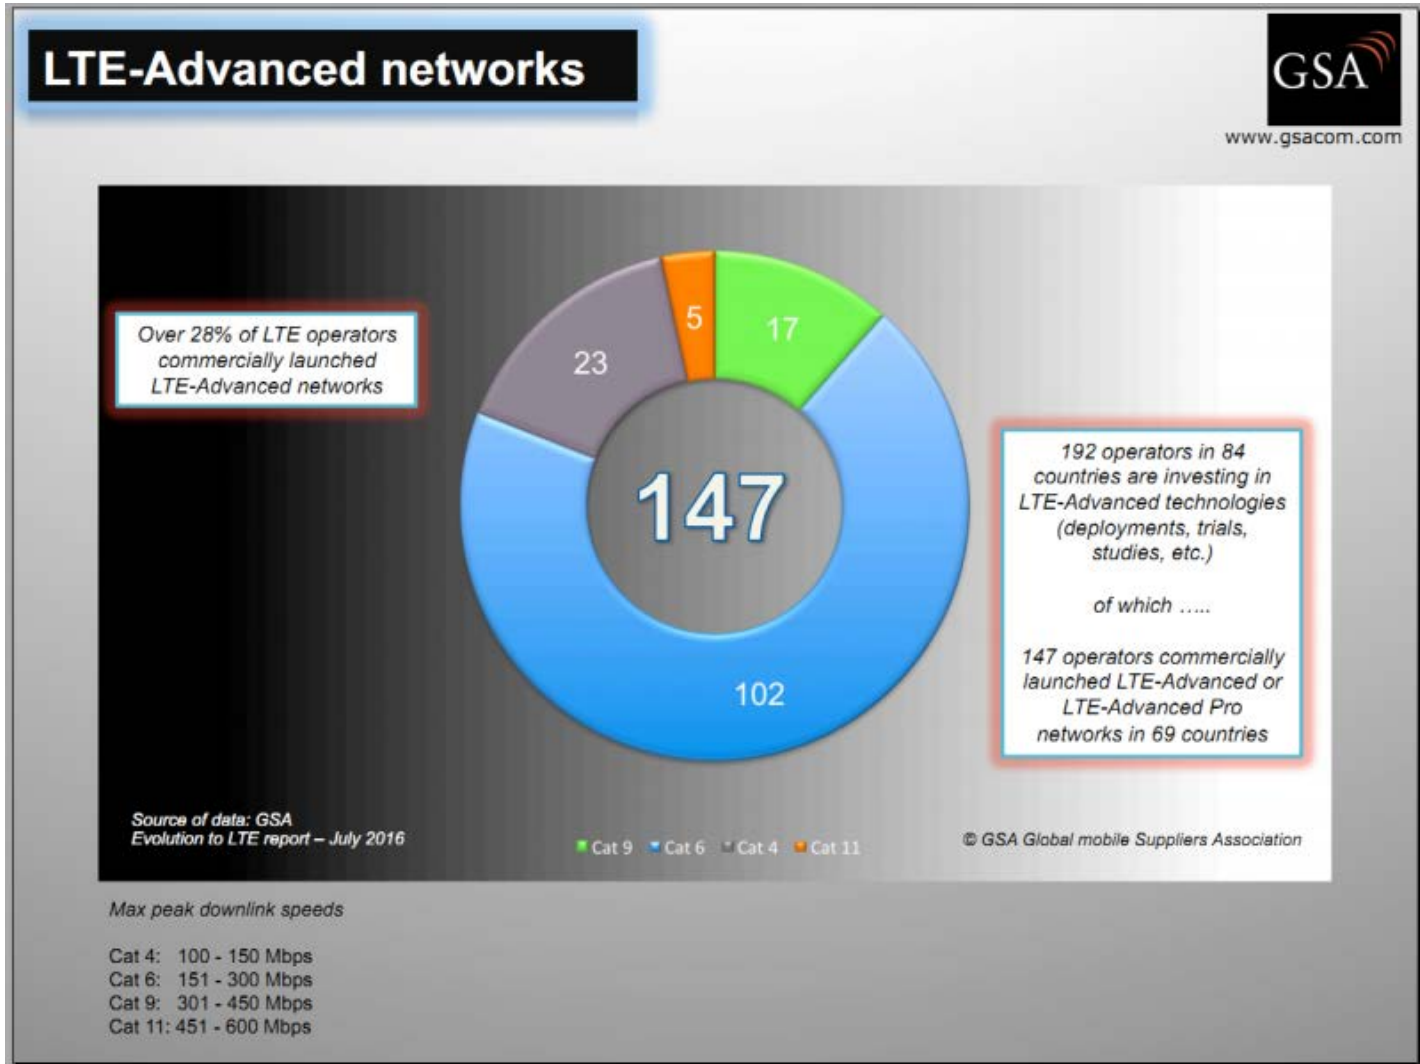 LTE-Advanced networks
GSA
www.gsacom.com
Over 28% of LTE operators
commercially launched
LTE-Advanced networks
5
17
23
147
102
192 operators in 84
countries are investing in
LTE-Advanced technologies
(deployments, trials,
studies, etc.)
of which .....
147 operators commercially
launched LTE-Advanced or
LTE-Advanced Pro
networks in 69 countries
Source of data: GSA
Evolution to LTE report – July 2016
Cat 9 Cat 6 Cat 4 Cat 11
© GSA Global mobile Suppliers Association
Max peak downlink speeds
Cat 4: 100 - 150 Mbps
Cat 6: 151 - 300 Mbps
Cat 9: 301 - 450 Mbps
Cat 11: 451 - 600 Mbps